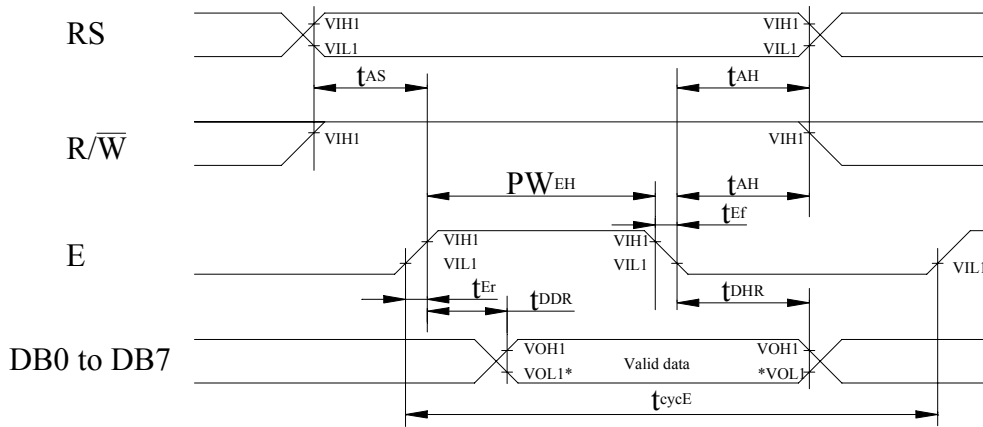 RS
VIH1
VIL1
VIH1
VIL1
tAS
tAH
R/W̅
VIH1
VIH1
PWEH
tAH
tEf
E
VIH1
VIL1
VIH1
VIL1
VIL1
tEr
tDDR
tDHR
DB0 to DB7
VOH1
VOL1*
Valid data
VOH1
*VOL1
tcycE